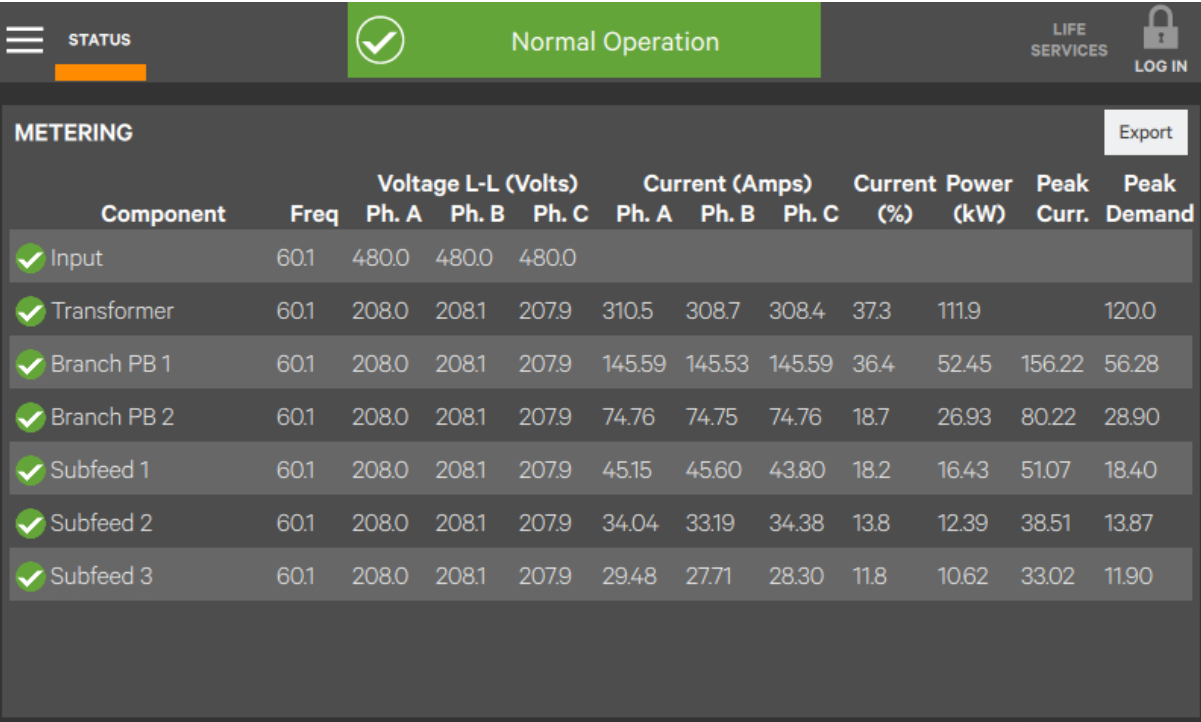 STATUS
Normal Operation
LIFE
SERVICES
LOG IN
METERING
Export
Voltage L-L (Volts) Current (Amps) Current Power Peak Peak
Component Freq Ph. A Ph. B Ph. C Ph. A Ph. B Ph. C (%) (kW) Curr. Demand
Input 60.1 480.0 480.0 480.0
Transformer 60.1 208.0 208.1 207.9 310.5 308.7 308.4 37.3 111.9 120.0
Branch PB 1 60.1 208.0 208.1 207.9 145.59 145.53 145.59 36.4 52.45 156.22 56.28
Branch PB 2 60.1 208.0 208.1 207.9 74.76 74.75 74.76 18.7 26.93 80.22 28.90
Subfeed 1 60.1 208.0 208.1 207.9 45.15 45.60 43.80 18.2 16.43 51.07 18.40
Subfeed 2 60.1 208.0 208.1 207.9 34.04 33.19 34.38 13.8 12.39 38.51 13.87
Subfeed 3 60.1 208.0 208.1 207.9 29.48 27.71 28.30 11.8 10.62 33.02 11.90